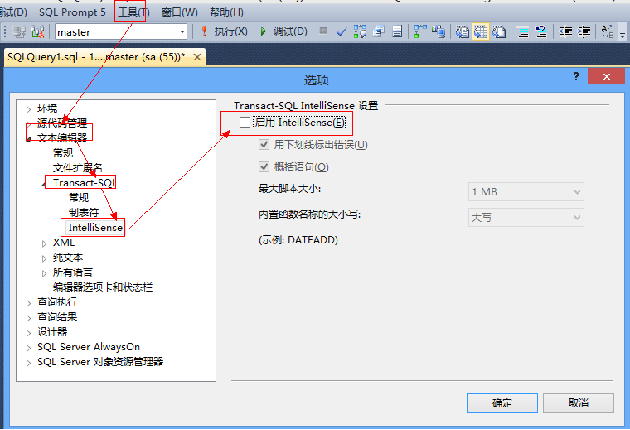 调试(D) SQL Prompt 5 工具(T) 窗口(W) 帮助(H)
master 执行(X) 调试(D)
SQLQuery1.sql - 1...,master (sa (55))*
选项
环境
源代码管理
文本编辑器
常规
文件扩展名
Transact-SQL
常规
制表符
IntelliSense
XML
纯文本
所有语言
编辑器选项卡和状态栏
查询执行
查询结果
设计器
SQL Server AlwaysOn
SQL Server 对象资源管理器
Transact-SQL IntelliSense 设置
启用 IntelliSense(E)
用下划线标出错误(U)
概括语句(O)
最大脚本大小:
1 MB
内置函数名称的大小写:
大写
(示例: DATEADD)
确定
取消